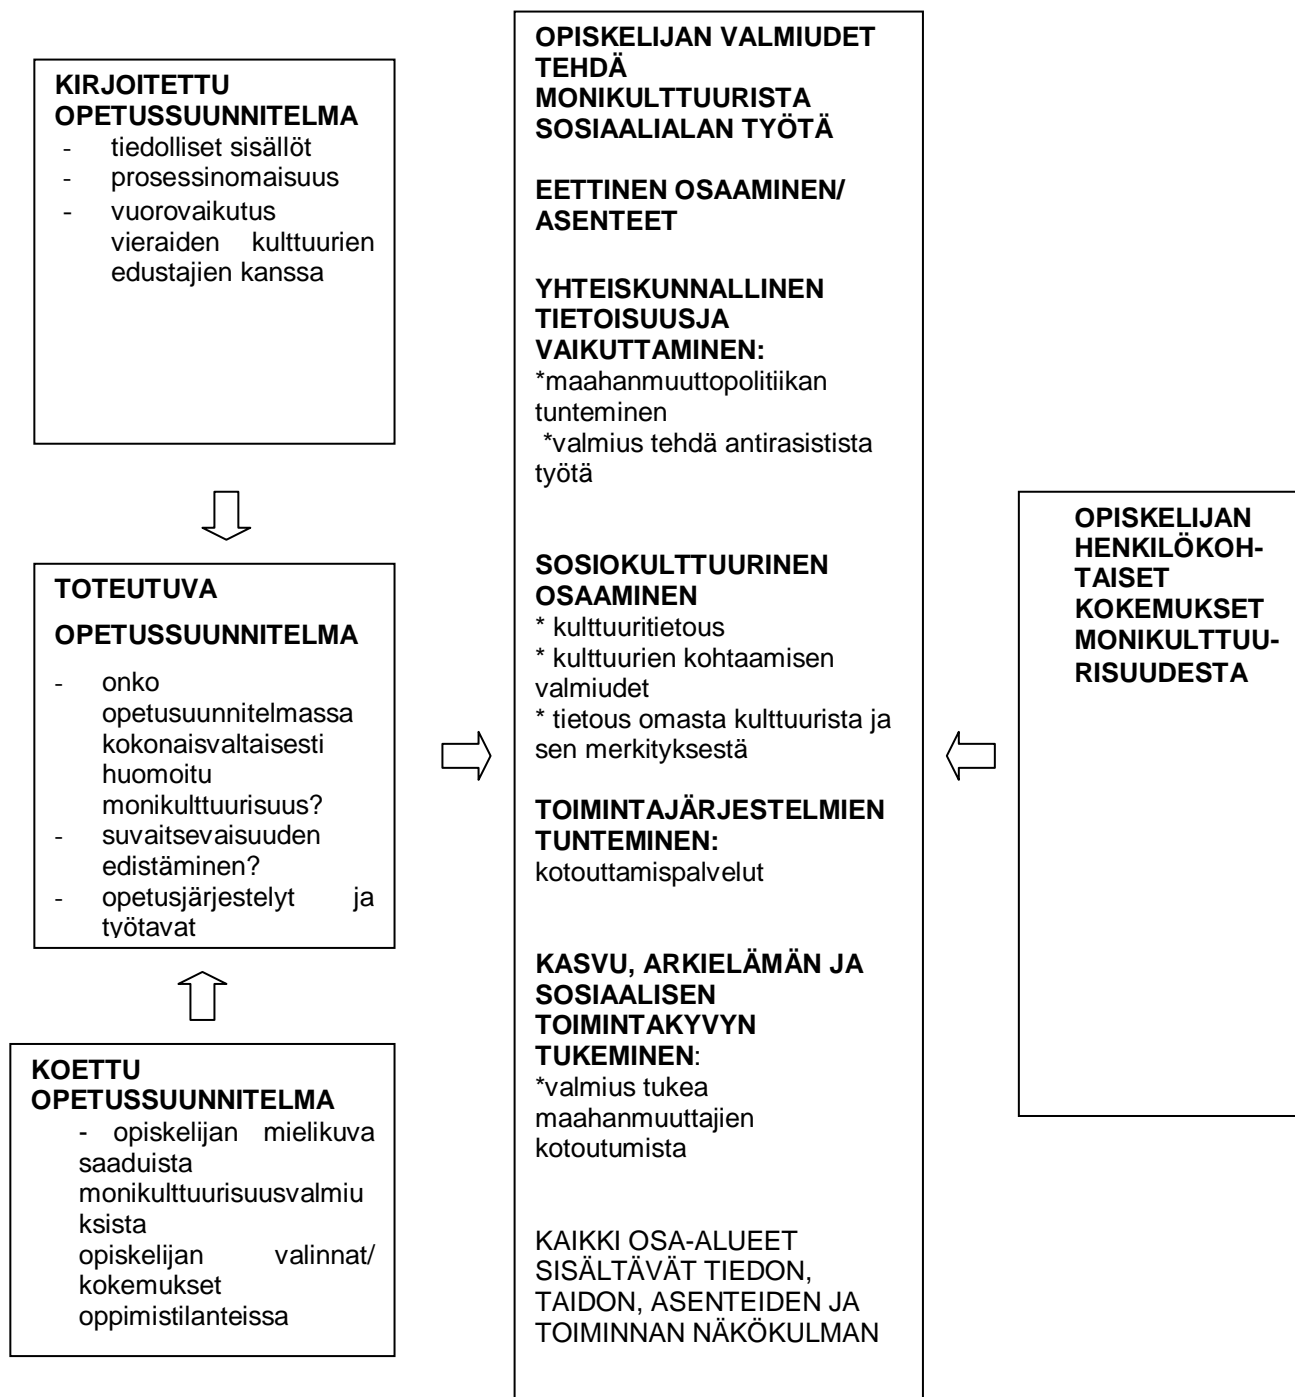 KIRJOITETTU
OPETUSSUUNNITELMA
- tiedolliset sisällöt
- prosessinomaisuus
- vuorovaikutus
vieraiden kulttuurien
edustajien kanssa
TOTEUTUVA
OPETUSSUUNNITELMA
- onko
opetusuunnitelmassa
kokonaisvaltaisesti
huomoitu
monikulttuurisuus?
- suvaitsevaisuuden
edistäminen?
- opetusjärjestelyt ja
työtavat
KOETTU
OPETUSSUUNNITELMA
- opiskelijan mielikuva
saaduista
monikulttuurisuusvalmiu
ksista
opiskelijan valinnat/
kokemukset
oppimistilanteissa
OPISKELIJAN VALMIUDET
TEHDÄ
MONIKULTTUURISTA
SOSIAALIALAN TYÖTÄ
EETTINEN OSAAMINEN/
ASENTEET
YHTEISKUNNALLINEN
TIETOISUUSJA
VAIKUTTAMINEN:
*maahanmuuttopolitiikan
tunteminen
*valmius tehdä antirasistista
työtä
SOSIOKULTTUURINEN
OSAAMINEN
* kulttuuritietous
* kulttuurien kohtaamisen
valmiudet
* tietous omasta kulttuurista ja
sen merkityksestä
TOIMINTAJÄRJESTELMIEN
TUNTEMINEN:
kotouttamispalvelut
KASVU, ARKIELÄMÄN JA
SOSIAALISEN
TOIMINTAKYVYN
TUKEMINEN:
*valmius tukea
maahanmuuttajien
kotoutumista
KAIKKI OSA-ALUEET
SISÄLTÄVÄT TIEDON,
TAIDON, ASENTEIDEN JA
TOIMINNAN NÄKÖKULMAN
OPISKELIJAN
HENKILÖKOH-
TAISET
KOKEMUKSET
MONIKULTTUU-
RISUUDESTA